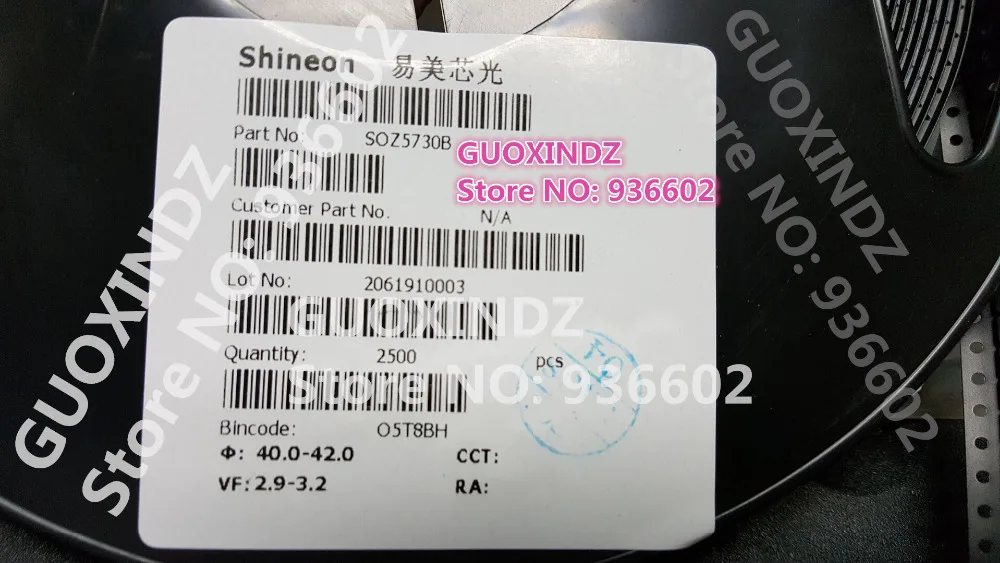 Shineon 易美芯光
Part No: SOZ5730B
GUOXINDZ
Store NO: 936602
Customer Part No. N/A
Lot No: 2061910003
Quantity: 2500 pcs
Bincode: O5T8BH
Φ: 40.0-42.0 CCT:
VF: 2.9-3.2 RA:
GUOXINDZ
Store NO: 936602
GUOXINDZ
Store NO: 936602
GUOXINDZ
Store NO: 936602